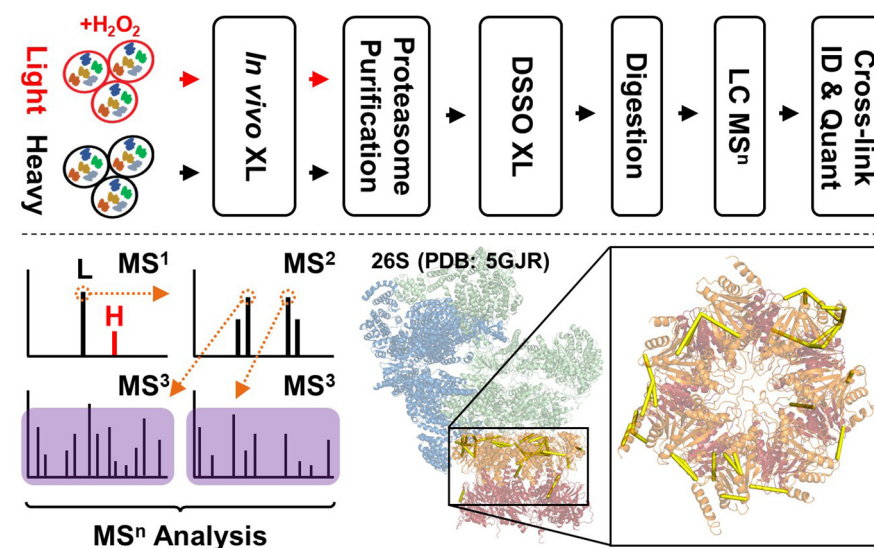 +H₂O₂
Light
Heavy
In vivo XL
Proteasome
Purification
DSSO XL
Digestion
LC MSⁿ
Cross-link
ID & Quant
MS¹
L
H
MS²
MS³
MS³
MSⁿ Analysis
26S (PDB: 5GJR)